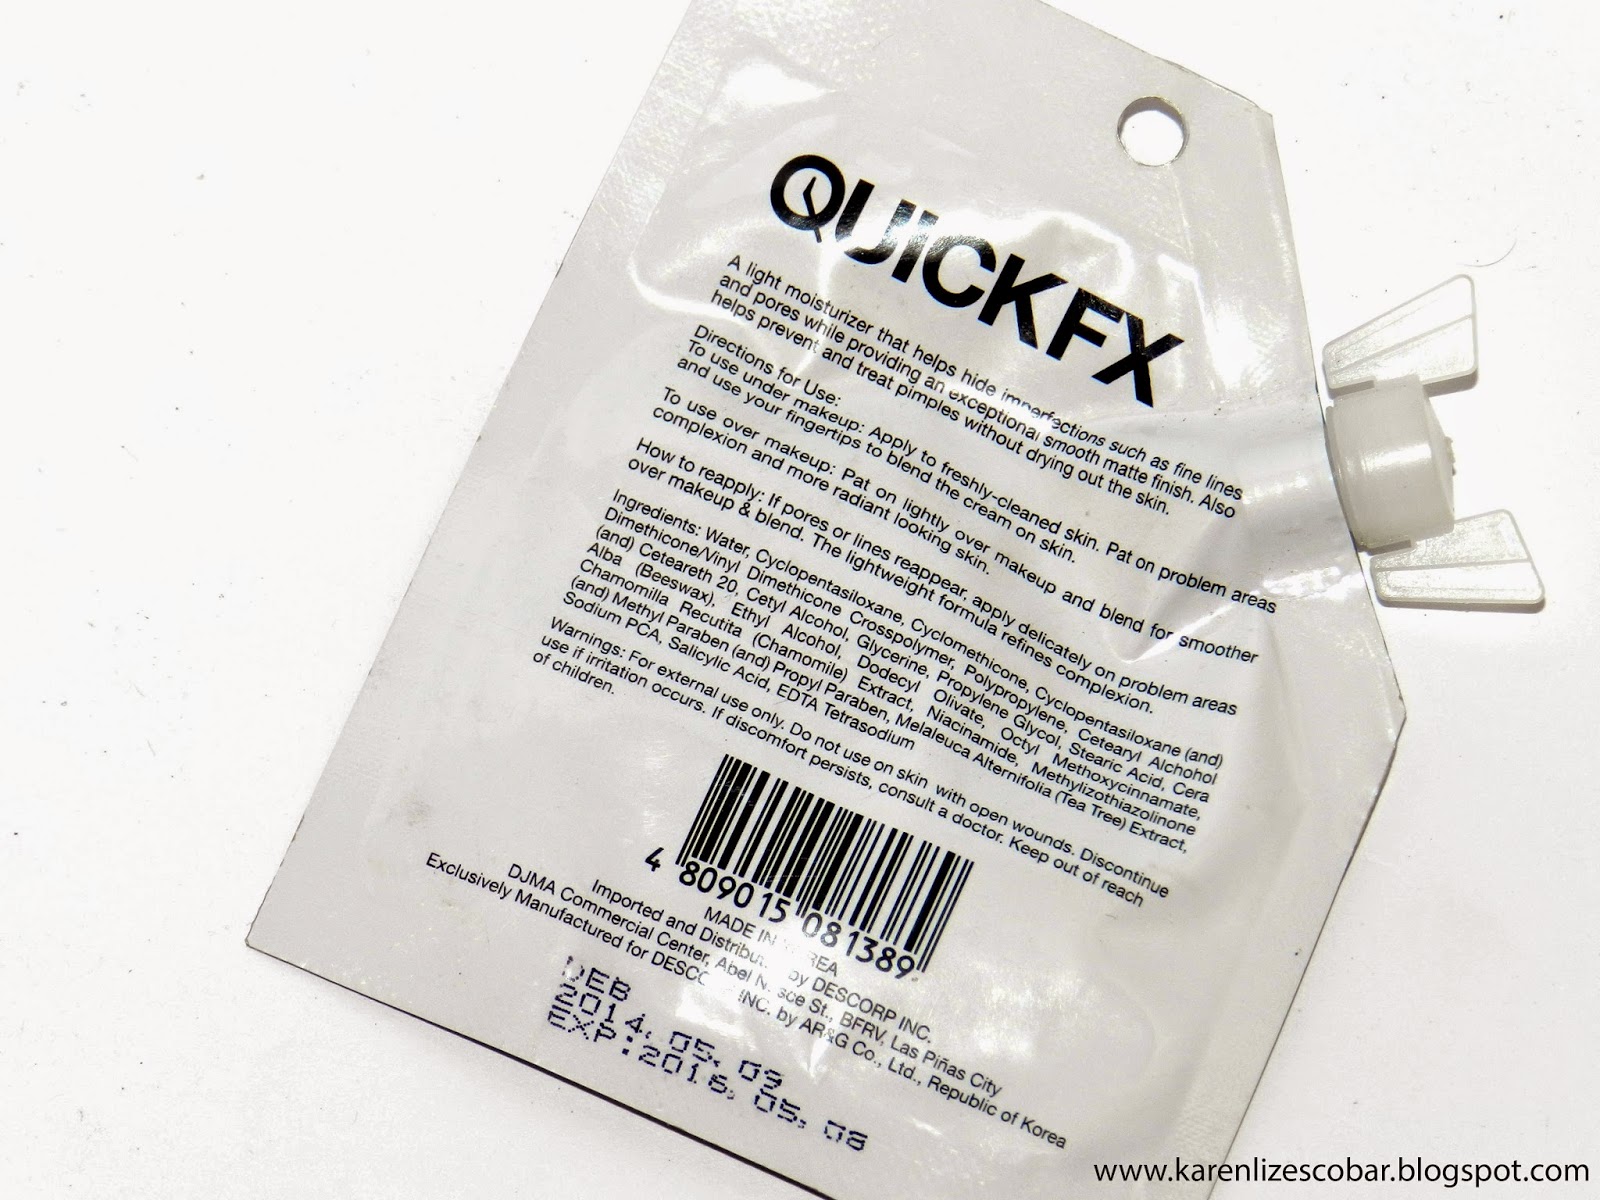 QUICKFX
A light moisturizer that helps hide imperfections such as fine lines
and pores while providing an exceptional smooth matte finish. Also
helps prevent and treat pimples without drying out the skin.
Directions for Use:
To use under makeup: Apply to freshly-cleaned skin. Pat on problem areas
and use your fingertips to blend the cream on skin.
To use over makeup: Pat on lightly over makeup and blend for smoother
complexion and more radiant looking skin.
How to reapply: If pores or lines reappear, apply delicately on problem areas
over makeup & blend. The lightweight formula refines complexion.
Ingredients: Water, Cyclopentasiloxane, Cyclomethicone, Cyclopentasiloxane (and)
Dimethicone/Vinyl Dimethicone Crosspolymer, Polypropylene, Cetearyl Alchohol
(and) Ceteareth 20, Cetyl Alcohol, Glycerine, Propylene Glycol, Stearic Acid, Cera
Alba (Beeswax), Ethyl Alcohol, Dodecyl Olivate, Octyl Methoxycinnamate,
Chamomilla Recutita (Chamomile) Extract, Niacinamide, Methylizothiazolinone
(and) Methyl Paraben (and) Propyl Paraben, Melaleuca Alternifolia (Tea Tree) Extract,
Sodium PCA, Salicylic Acid, EDTA Tetrasodium
Warnings: For external use only. Do not use on skin with open wounds. Discontinue
use if irritation occurs. If discomfort persists, consult a doctor. Keep out of reach
of children.
4 809015 081389
MADE IN
Imported and by DESCORP INC.
DJMA Commercial Center, Abel St., BFRV, Las Piñas City
Exclusively Manufactured for INC. by AR&G Co., Ltd., Republic of Korea
DEB
2014. 05. 09
EXP:2016. 05. 08
www.karenlizescobar.blogspot.com